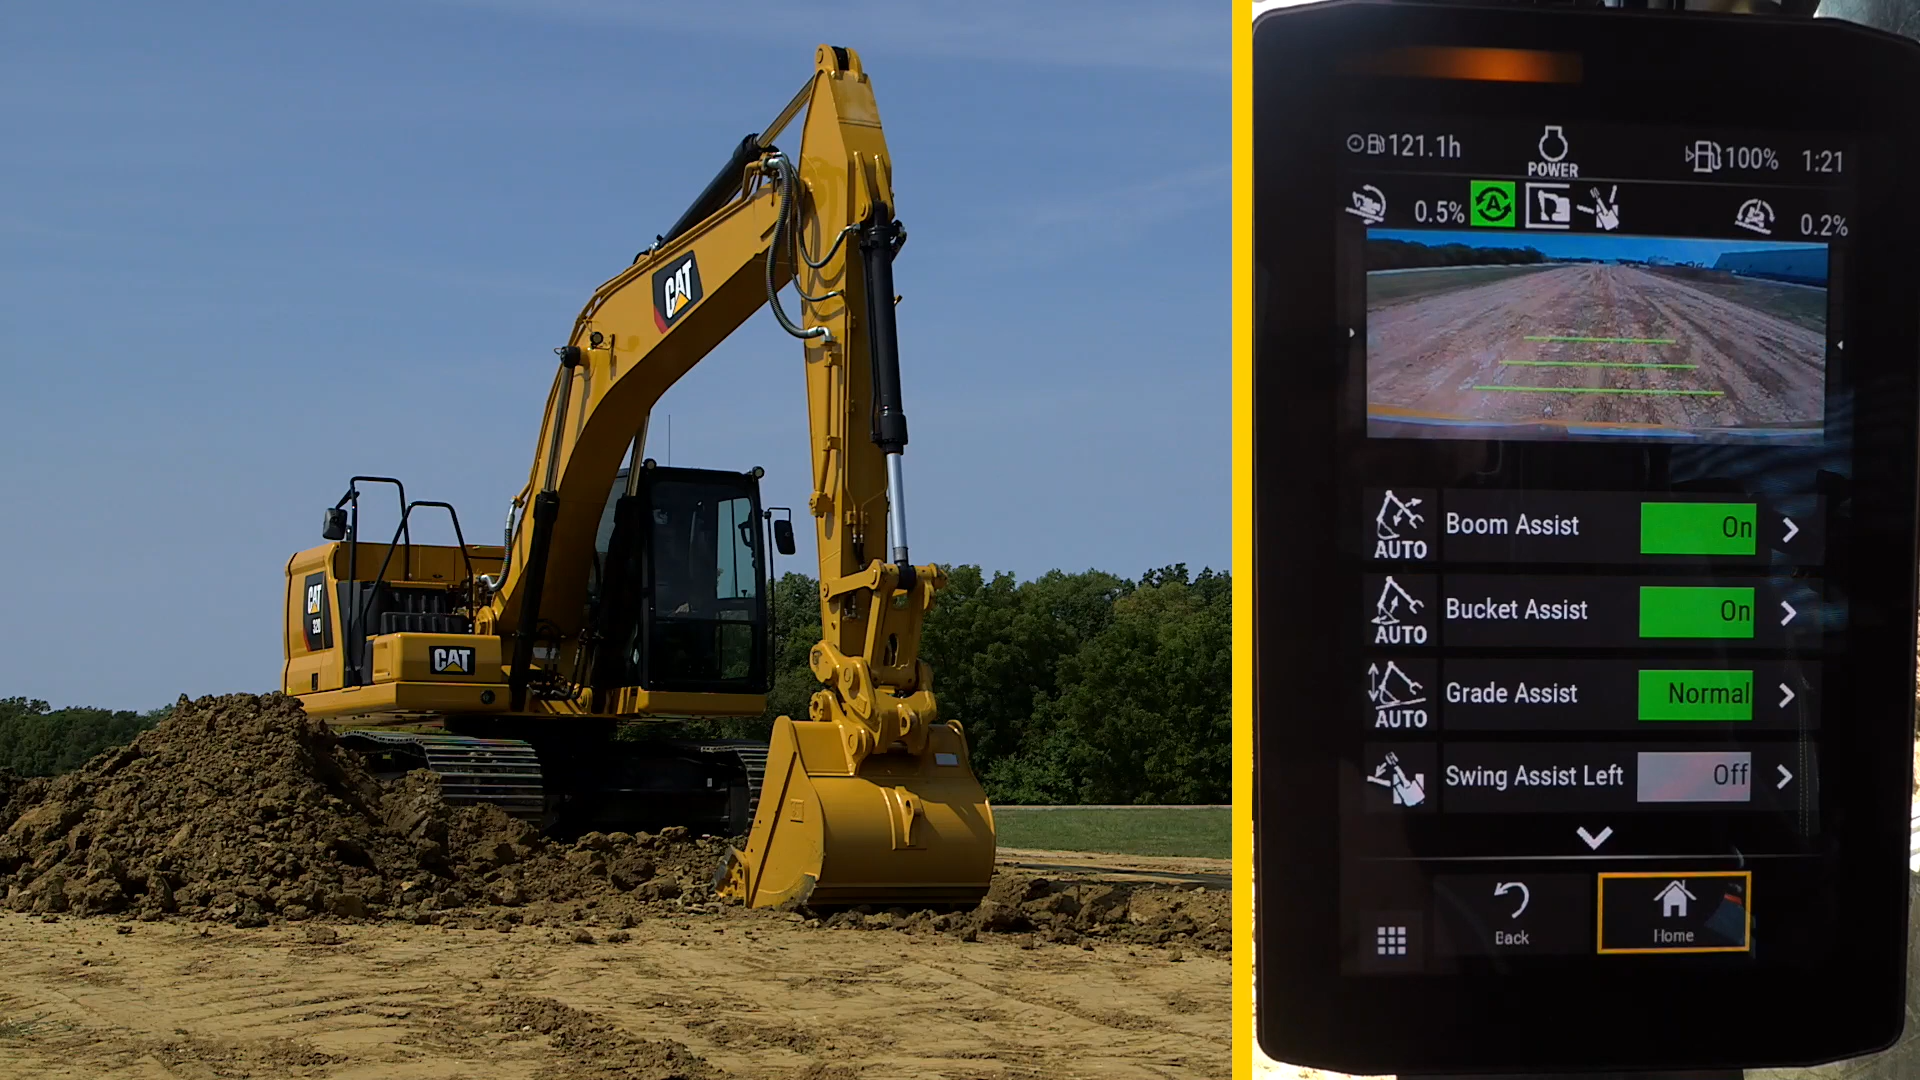 CAT
CAT
320
CAT
121.1h
POWER
100%
1:21
0.5%
A
0.2%
AUTO
Boom Assist
On
AUTO
Bucket Assist
On
AUTO
Grade Assist
Normal
Swing Assist Left
Off
Back
Home